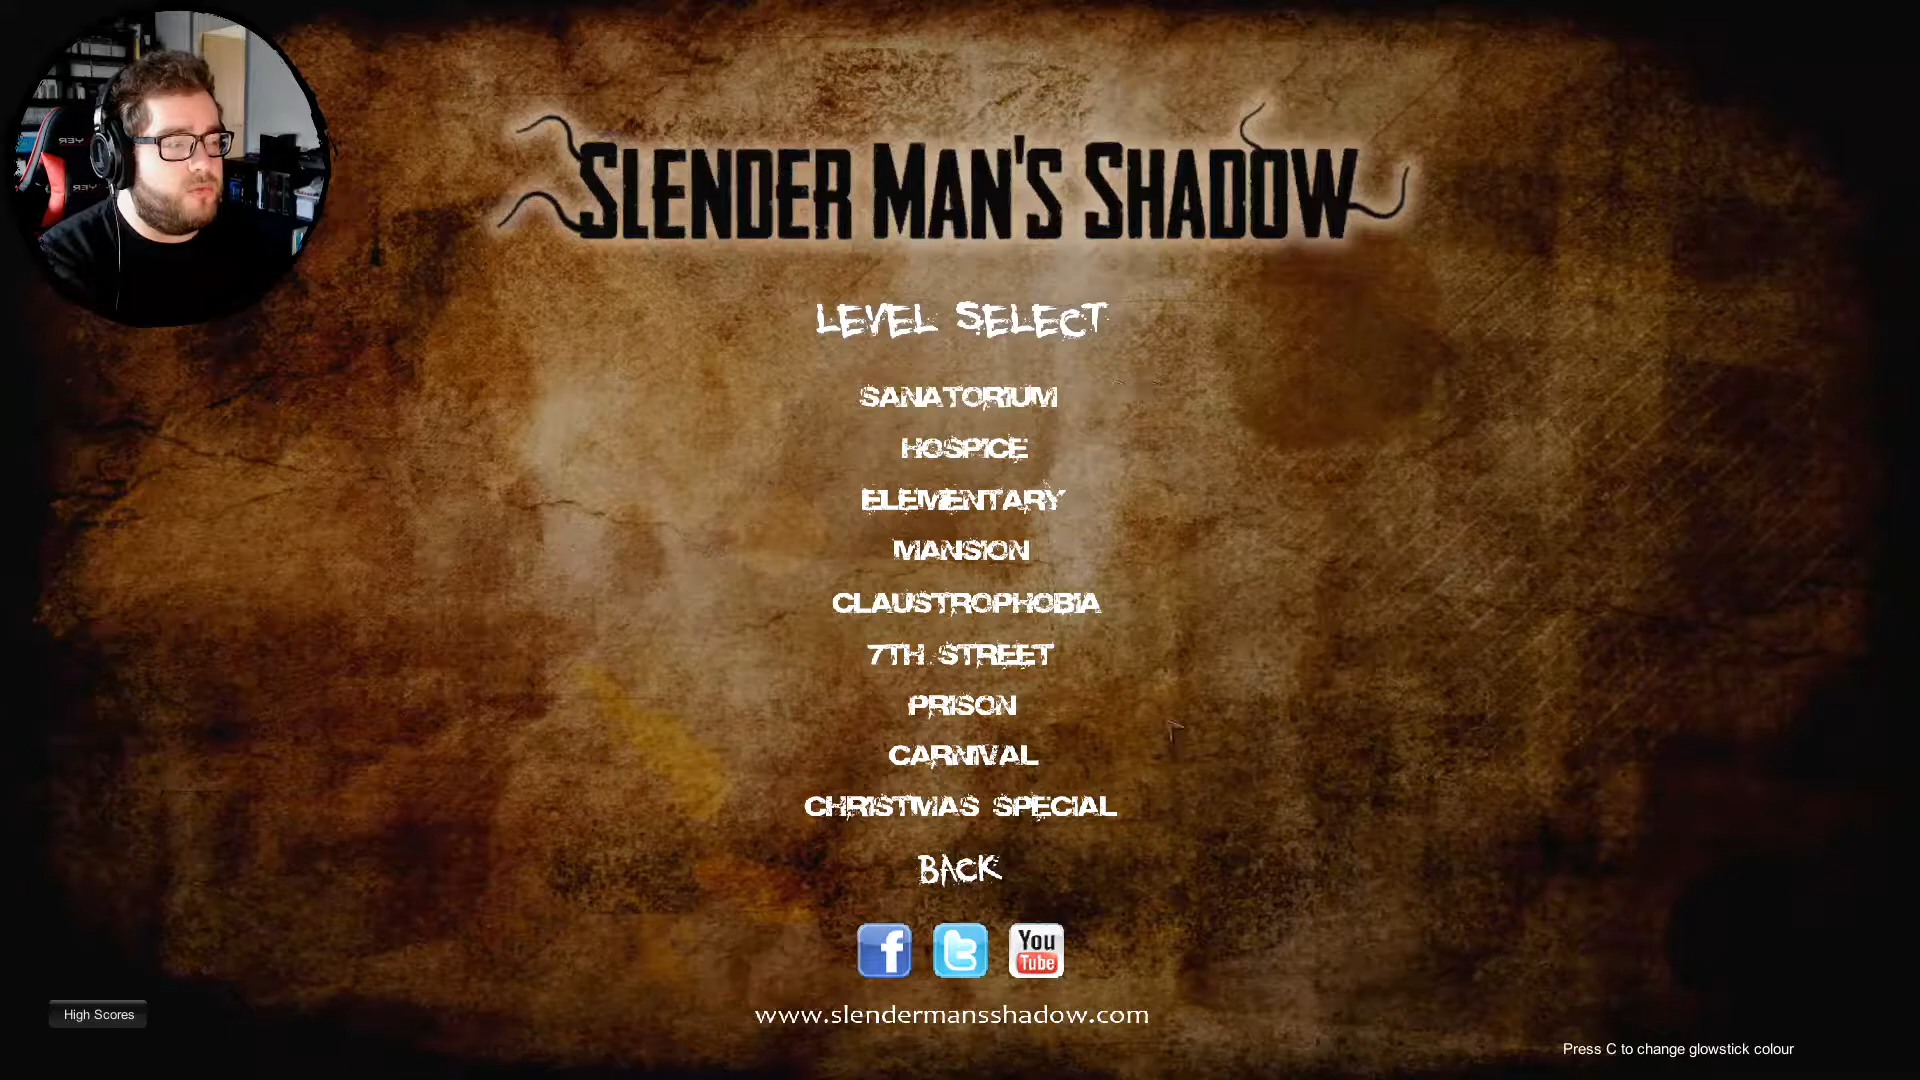 SLENDER MAN'S SHADOW
LEVEL SELECT
SANATORIUM
HOSPICE
ELEMENTARY
MANSION
CLAUSTROPHOBIA
7TH STREET
PRISON
CARNIVAL
CHRISTMAS SPECIAL
BACK
f t You Tube
www.slendermansshadow.com
High Scores
Press C to change glowstick colour